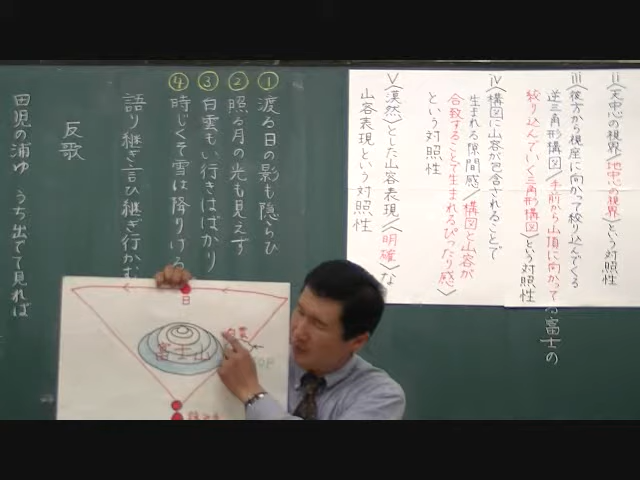 ii〈天中心の視界/地中心の視界〉という対照性
iii〈後方から視座に向かって絞り込んでくる
逆三角形構図/手前から山頂に向かって
絞り込んでいく三角形構図〉という対照性
iv〈構図に山容が包含されることで
生まれる隙間感/構図と山容が
合致することで生まれるぴったり感〉
という対照性
v〈漠然〉とした山容表現/〈明確〉な
山容表現という対照性
る富士の
①渡る日の影も隠らひ
②照る月の光も見えず
③白雲もい行きはばかり
④時じくそ雪は降りける
語り継ぎ言ひ継ぎ行かむ
反歌
田児の浦ゆ うち出でて見れば
日
白雲
富士山